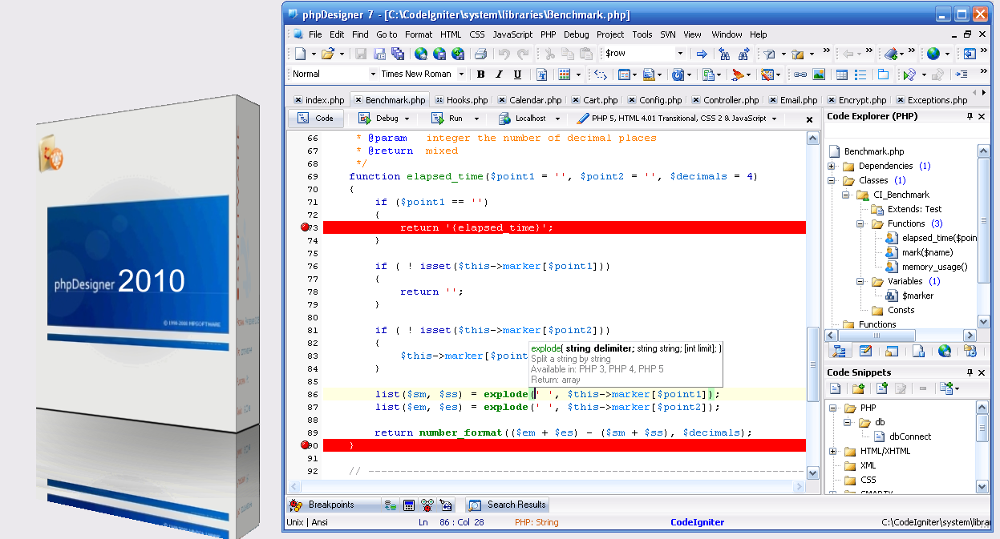 phpDesigner 2010
© 1998-2010 MPSOFTWARE
phpDesigner 7 - [C:\CodeIgniter\system\libraries\Benchmark.php]
File Edit Find Go to Format HTML CSS JavaScript PHP Debug Project Tools SVN View Window Help
$row
Normal Times New Roman B I U
index.php Benchmark.php Hooks.php Calendar.php Cart.php Config.php Controller.php Email.php Encrypt.php Exceptions.php
Code Debug Run Localhost PHP 5, HTML 4.01 Transitional, CSS 2 & JavaScript
66 * @param integer the number of decimal places
67 * @return mixed
68 */
69 function elapsed_time($point1 = '', $point2 = '', $decimals = 4)
70 {
71 if ($point1 == '')
72 {
73 return '{elapsed_time}';
74 }
75
76 if ( ! isset($this->marker[$point1]))
77 {
78 return '';
79 }
80
81 if ( ! isset($this->marker[$point2]))
82 {
83 $this->marker[$point
84 }
85
explode( string delimiter; string string; [int limit]; )
Split a string by string
Available in: PHP 3, PHP 4, PHP 5
Return: array
86 list($sm, $ss) = explode(' ', $this->marker[$point1]);
87 list($em, $es) = explode(' ', $this->marker[$point2]);
88
89 return number_format(($em + $es) - ($sm + $ss), $decimals);
90 }
91
92 // --------------------------------------------------------------------
Code Explorer (PHP)
Benchmark.php
Dependencies (1)
Classes (1)
CI_Benchmark
Extends: Test
Functions (3)
elapsed_time($poin
mark($name)
memory_usage()
Variables (1)
$marker
Consts
Functions
Code Snippets
PHP
db
dbConnect
HTML/XHTML
XML
CSS
SMARTY
Breakpoints Search Results
Unix | Ansi Ln 86 : Col 28 PHP: String CodeIgniter C:\CodeIgniter\system\librar